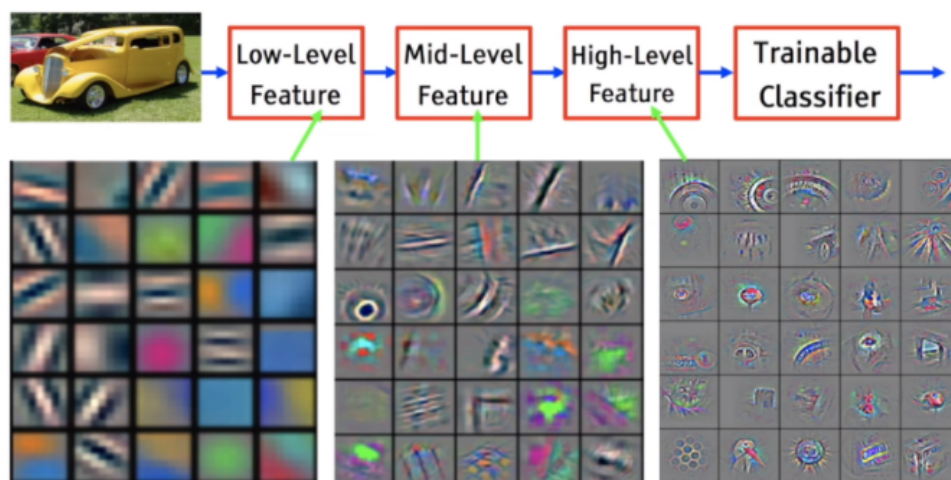 Low-Level
Feature
Mid-Level
Feature
High-Level
Feature
Trainable
Classifier